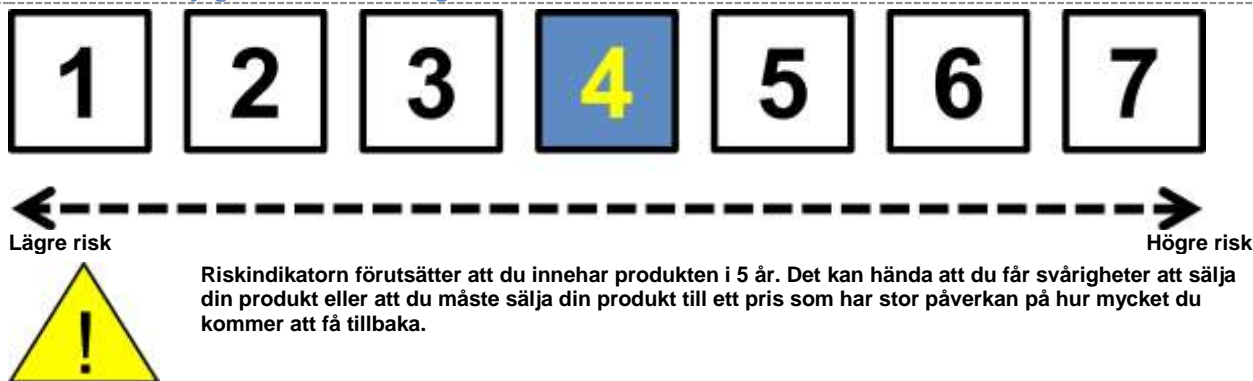 1 2 3 4 5 6 7
Lägre risk Högre risk
Riskindikatorn förutsätter att du innehar produkten i 5 år. Det kan hända att du får svårigheter att sälja
din produkt eller att du måste sälja din produkt till ett pris som har stor påverkan på hur mycket du
kommer att få tillbaka.
!